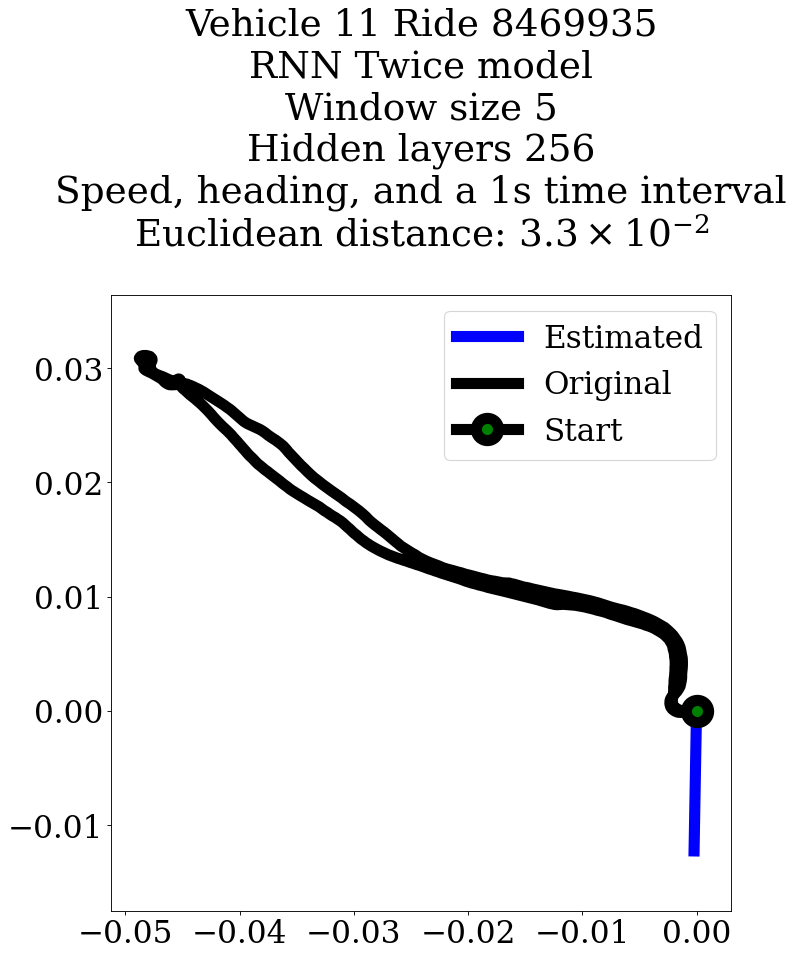 Vehicle 11 Ride 8469935
RNN Twice model
Window size 5
Hidden layers 256
Speed, heading, and a 1s time interval
Euclidean distance: 3.3 × 10⁻²
Estimated
Original
Start
0.03
0.02
0.01
0.00
−0.01
−0.05 −0.04 −0.03 −0.02 −0.01 0.00